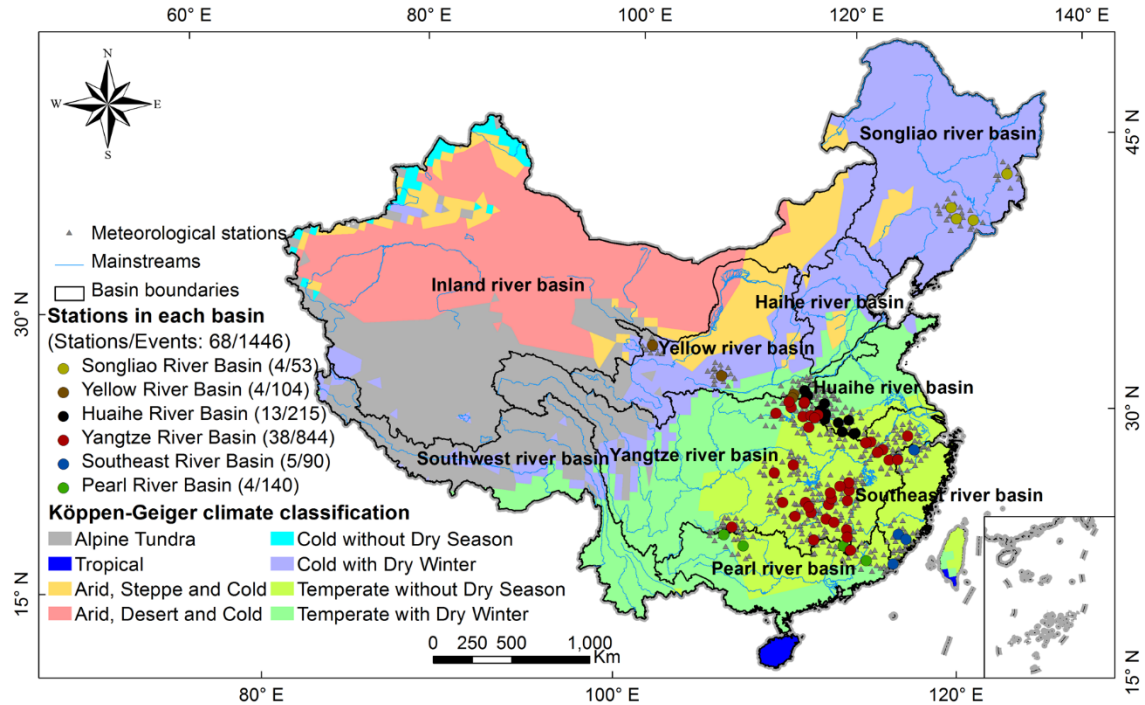 60° E
80° E
100° E
120° E
140° E
N
W
E
S
45° N
30° N
15° N
30° N
15° N
Songliao river basin
Inland river basin
Haihe river basin
Yellow river basin
Huaihe river basin
Southwest river basin
Yangtze river basin
Southeast river basin
Pearl river basin
Meteorological stations
Mainstreams
Basin boundaries
Stations in each basin
(Stations/Events: 68/1446)
Songliao River Basin (4/53)
Yellow River Basin (4/104)
Huaihe River Basin (13/215)
Yangtze River Basin (38/844)
Southeast River Basin (5/90)
Pearl River Basin (4/140)
Köppen-Geiger climate classification
Alpine Tundra
Cold without Dry Season
Tropical
Cold with Dry Winter
Arid, Steppe and Cold
Temperate without Dry Season
Arid, Desert and Cold
Temperate with Dry Winter
0 250 500 1,000
Km
80° E
100° E
120° E